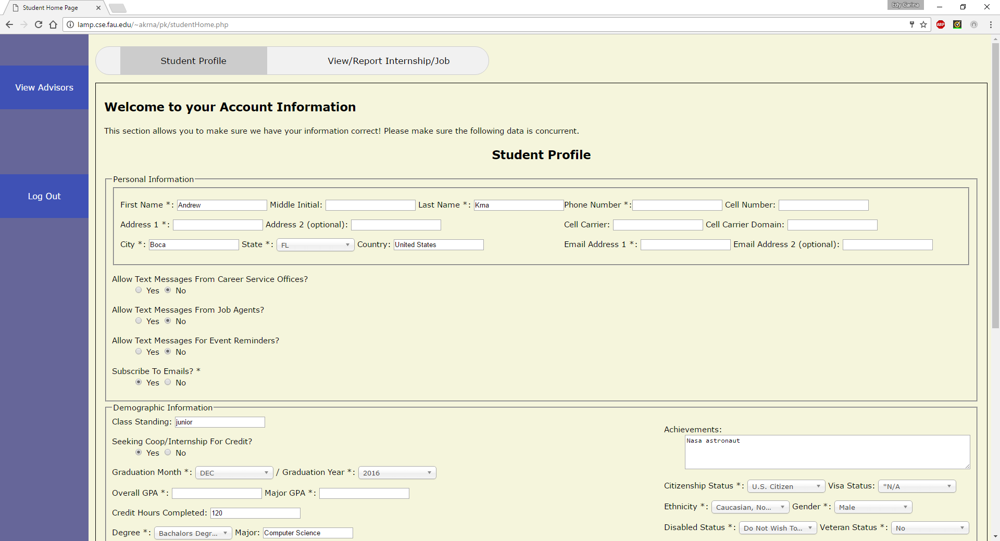 Student Home Page
Edy Carina
lamp.cse.fau.edu/~akrna/pk/studentHome.php
ABP
Student Profile
View/Report Internship/Job
View Advisors
Log Out
Welcome to your Account Information
This section allows you to make sure we have your information correct! Please make sure the following data is concurrent.
Student Profile
Personal Information
First Name *: Andrew Middle Initial: Last Name *: Krna Phone Number *: Cell Number:
Address 1 *: Address 2 (optional): Cell Carrier: Cell Carrier Domain:
City *: Boca State *: FL Country: United States Email Address 1 *: Email Address 2 (optional):
Allow Text Messages From Career Service Offices?
Yes No
Allow Text Messages From Job Agents?
Yes No
Allow Text Messages For Event Reminders?
Yes No
Subscribe To Emails? *
Yes No
Demographic Information
Class Standing: junior
Seeking Coop/Internship For Credit?
Yes No
Graduation Month *: DEC / Graduation Year *: 2016
Overall GPA *: Major GPA *:
Credit Hours Completed: 120
Degree *: Bachalors Degr... Major: Computer Science
Achievements:
Nasa astronaut
Citizenship Status *: U.S. Citizen Visa Status: *N/A
Ethnicity *: Caucasian, No... Gender *: Male
Disabled Status *: Do Not Wish To... Veteran Status *: No